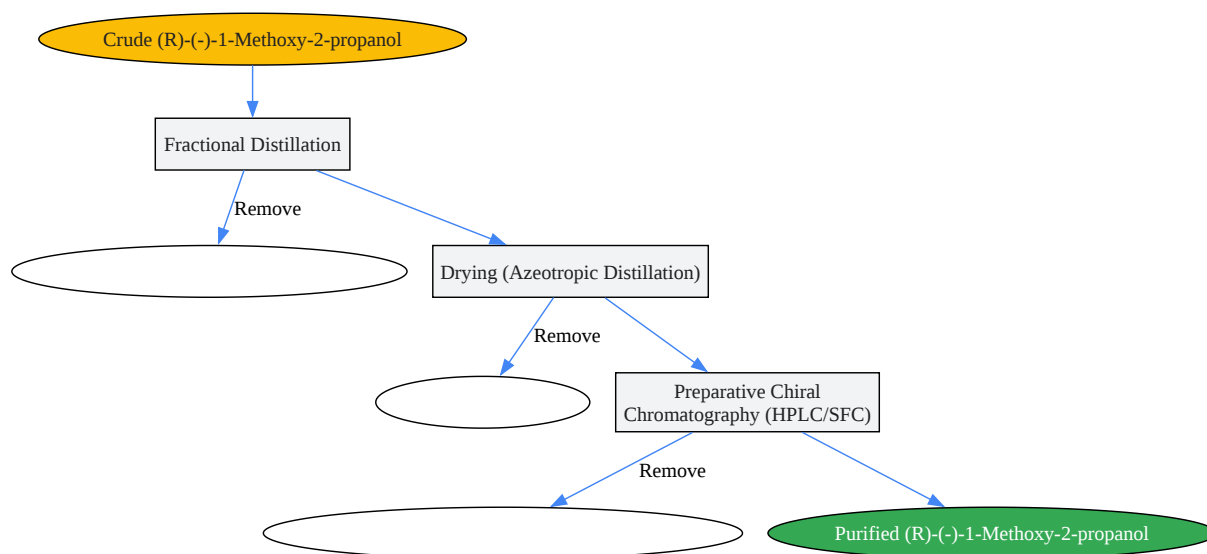 Crude (R)-(-)-1-Methoxy-2-propanol
Fractional Distillation
Remove
Drying (Azeotropic Distillation)
Remove
Preparative Chiral
Chromatography (HPLC/SFC)
Remove
Purified (R)-(-)-1-Methoxy-2-propanol